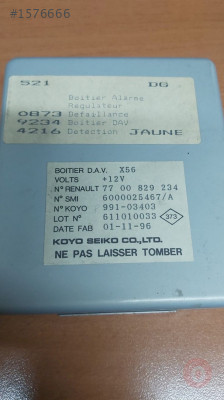 #1576666
521 DG
Boitier Alarme
Regulateur
0873 Defaillance
9234 Boitier DAV
4216 Detection JAUNE
BOITIER D.A.V. X56
VOLTS +12V
N° RENAULT 77 00 829 234
N° SMI 6000025467/A
N° KOYO 991-03403
LOT N° 611010033 373
DATE FAB 01-11-96
KOYO SEIKO CO., LTD.
NE PAS LAISSER TOMBER